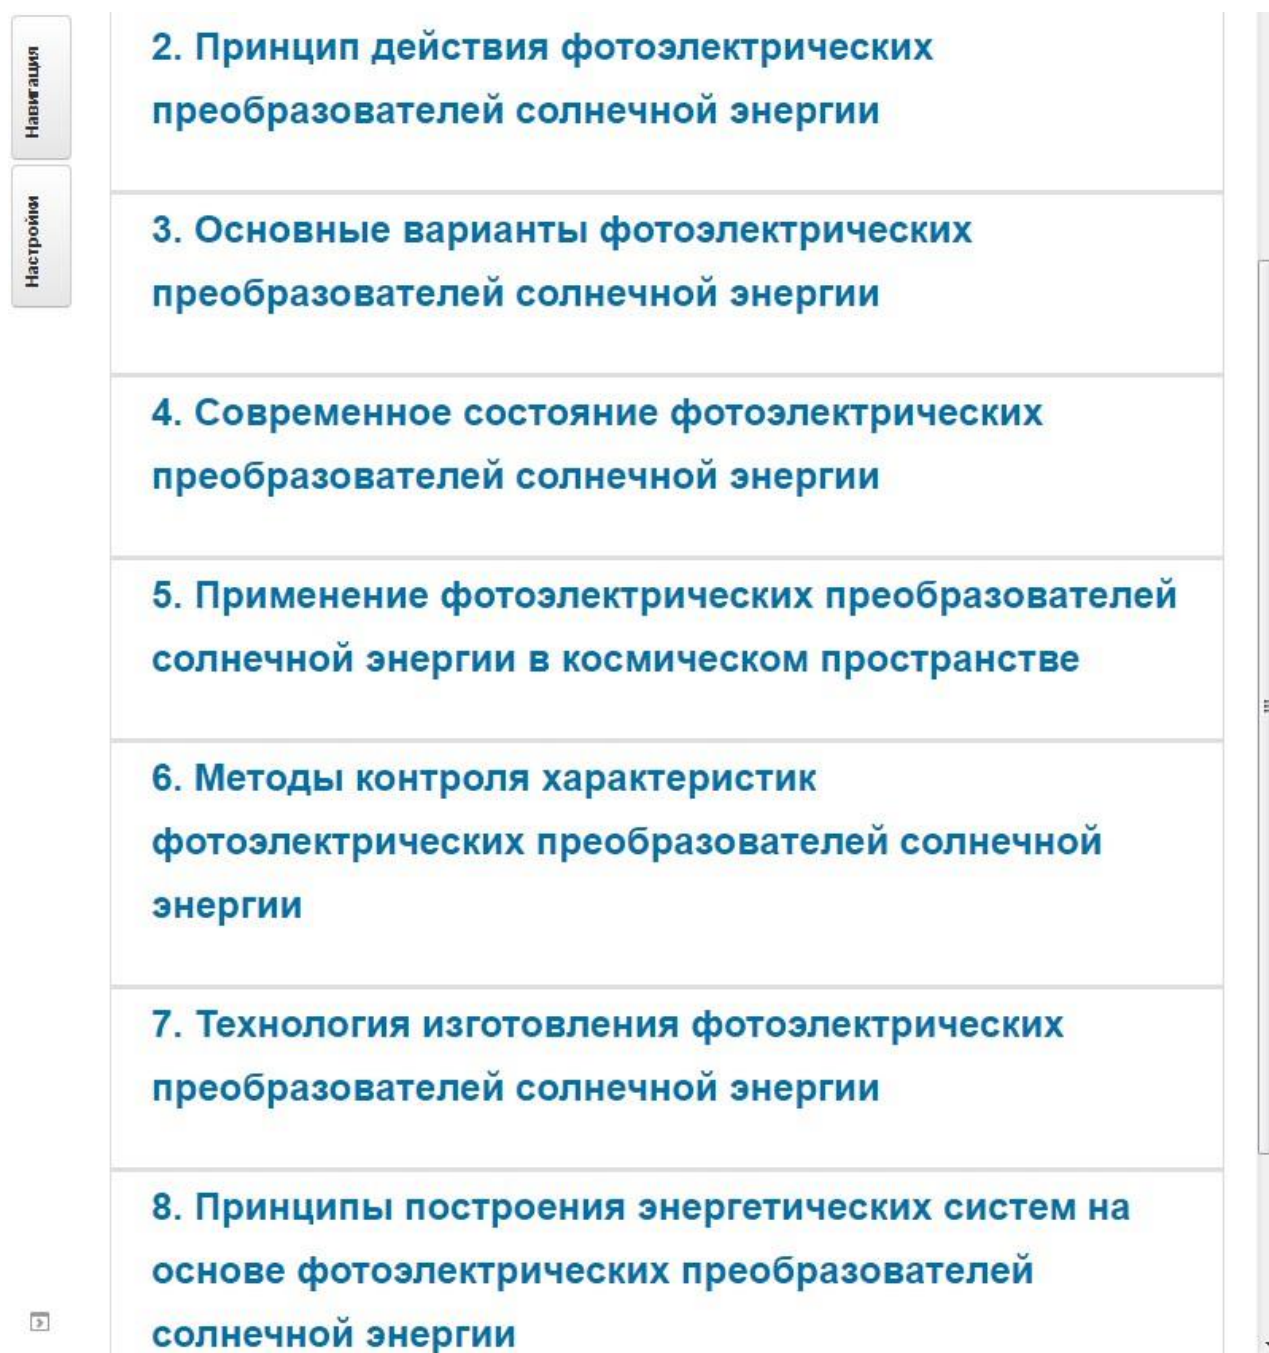 Навигация
Настройки
2. Принцип действия фотоэлектрических
преобразователей солнечной энергии
3. Основные варианты фотоэлектрических
преобразователей солнечной энергии
4. Современное состояние фотоэлектрических
преобразователей солнечной энергии
5. Применение фотоэлектрических преобразователей
солнечной энергии в космическом пространстве
6. Методы контроля характеристик
фотоэлектрических преобразователей солнечной
энергии
7. Технология изготовления фотоэлектрических
преобразователей солнечной энергии
8. Принципы построения энергетических систем на
основе фотоэлектрических преобразователей
солнечной энергии